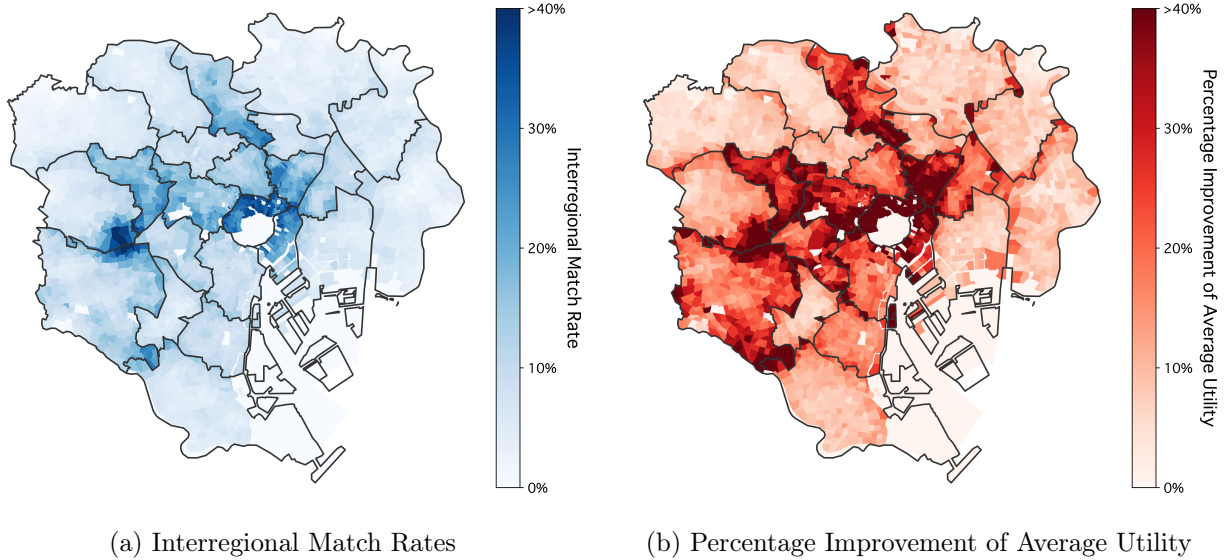 >40%
30%
20%
10%
0%
Interregional Match Rate
(a) Interregional Match Rates
>40%
30%
20%
10%
0%
Percentage Improvement of Average Utility
(b) Percentage Improvement of Average Utility